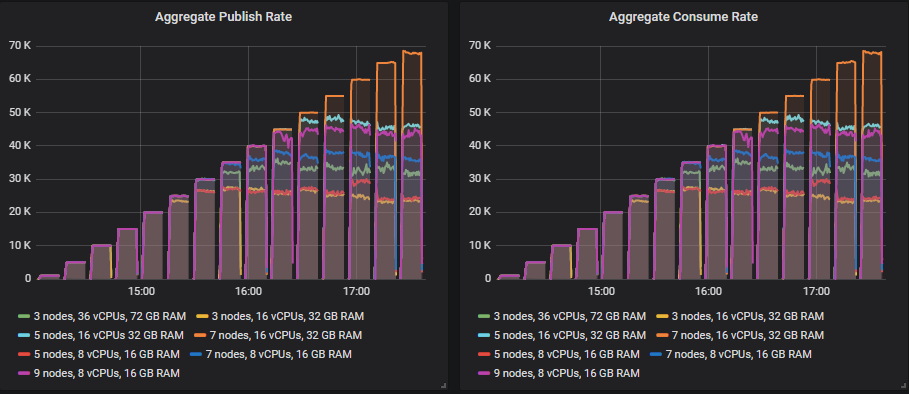 Aggregate Publish Rate
70 K
60 K
50 K
40 K
30 K
20 K
10 K
0
15:00 16:00 17:00
3 nodes, 36 vCPUs, 72 GB RAM 3 nodes, 16 vCPUs, 32 GB RAM
5 nodes, 16 vCPUs 32 GB RAM 7 nodes, 16 vCPUs, 32 GB RAM
5 nodes, 8 vCPUs, 16 GB RAM 7 nodes, 8 vCPUs, 16 GB RAM
9 nodes, 8 vCPUs, 16 GB RAM
Aggregate Consume Rate
70 K
60 K
50 K
40 K
30 K
20 K
10 K
0
15:00 16:00 17:00
3 nodes, 36 vCPUs, 72 GB RAM 3 nodes, 16 vCPUs, 32 GB RAM
5 nodes, 16 vCPUs 32 GB RAM 7 nodes, 16 vCPUs, 32 GB RAM
5 nodes, 8 vCPUs, 16 GB RAM 7 nodes, 8 vCPUs, 16 GB RAM
9 nodes, 8 vCPUs, 16 GB RAM